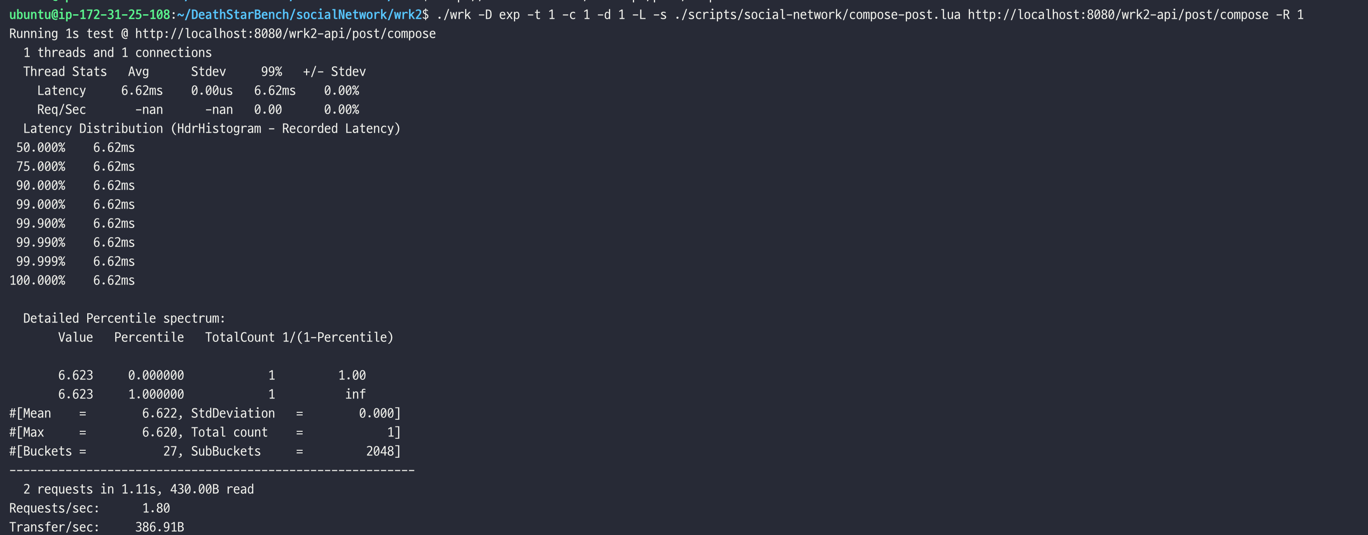 ubuntu@ip-172-31-25-108:~/DeathStarBench/socialNetwork/wrk2$ ./wrk -D exp -t 1 -c 1 -d 1 -L -s ./scripts/social-network/compose-post.lua http://localhost:8080/wrk2-api/post/compose -R 1
Running 1s test @ http://localhost:8080/wrk2-api/post/compose
  1 threads and 1 connections
  Thread Stats   Avg      Stdev     99%   +/- Stdev
    Latency     6.62ms    0.00us   6.62ms    0.00%
    Req/Sec       -nan      -nan   0.00      0.00%
  Latency Distribution (HdrHistogram - Recorded Latency)
 50.000%    6.62ms
 75.000%    6.62ms
 90.000%    6.62ms
 99.000%    6.62ms
 99.900%    6.62ms
 99.990%    6.62ms
 99.999%    6.62ms
100.000%    6.62ms

  Detailed Percentile spectrum:
       Value   Percentile   TotalCount 1/(1-Percentile)

       6.623     0.000000            1         1.00
       6.623     1.000000            1          inf
#[Mean    =        6.622, StdDeviation   =        0.000]
#[Max     =        6.620, Total count    =            1]
#[Buckets =           27, SubBuckets     =         2048]
----------------------------------------------------------
  2 requests in 1.11s, 430.00B read
Requests/sec:      1.80
Transfer/sec:     386.91B